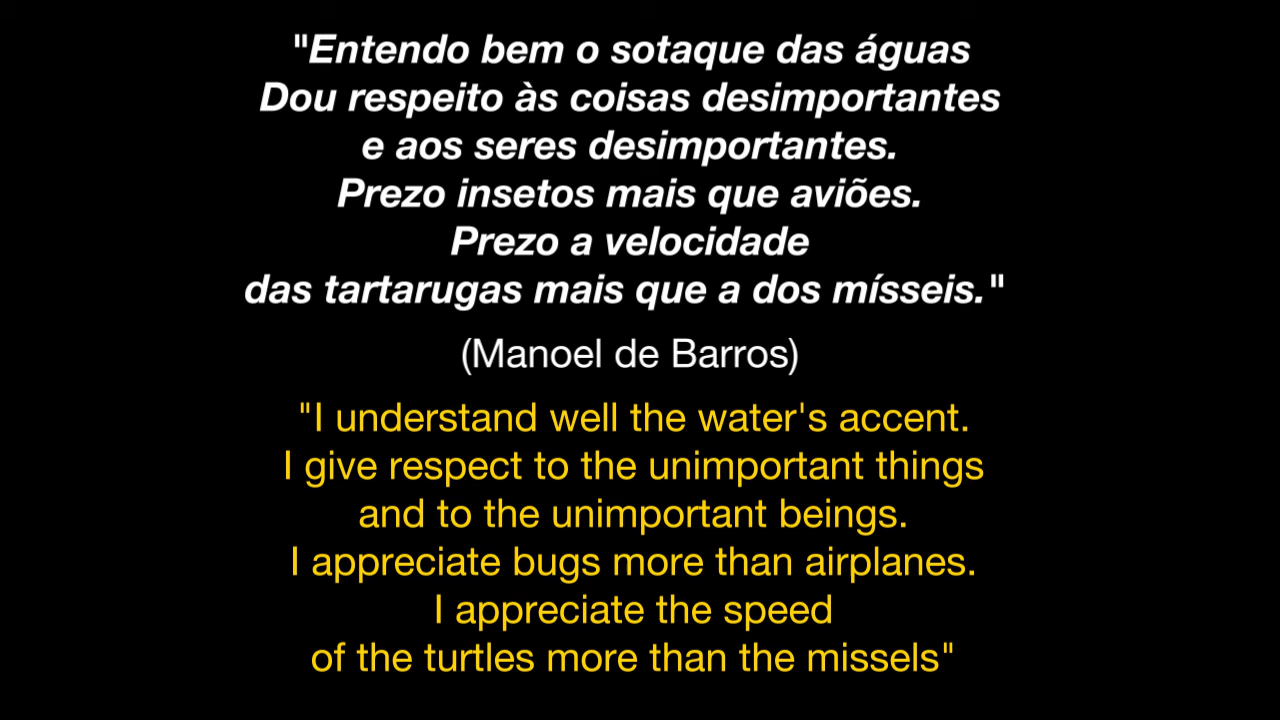 "Entendo bem o sotaque das águas
Dou respeito às coisas desimportantes
e aos seres desimportantes.
Prezo insetos mais que aviões.
Prezo a velocidade
das tartarugas mais que a dos mísseis."
(Manoel de Barros)
"I understand well the water's accent.
I give respect to the unimportant things
and to the unimportant beings.
I appreciate bugs more than airplanes.
I appreciate the speed
of the turtles more than the missels"